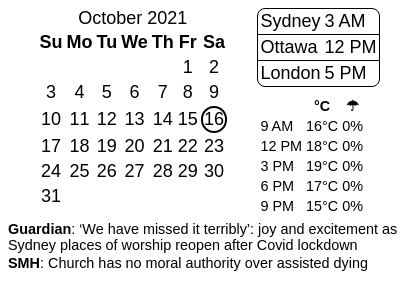 October 2021
Su Mo Tu We Th Fr Sa
1 2
3 4 5 6 7 8 9
10 11 12 13 14 15 16
17 18 19 20 21 22 23
24 25 26 27 28 29 30
31
Sydney 3 AM
Ottawa 12 PM
London 5 PM
°C ☂
9 AM 16°C 0%
12 PM 18°C 0%
3 PM 19°C 0%
6 PM 17°C 0%
9 PM 15°C 0%
Guardian: ‘We have missed it terribly’: joy and excitement as
Sydney places of worship reopen after Covid lockdown
SMH: Church has no moral authority over assisted dying